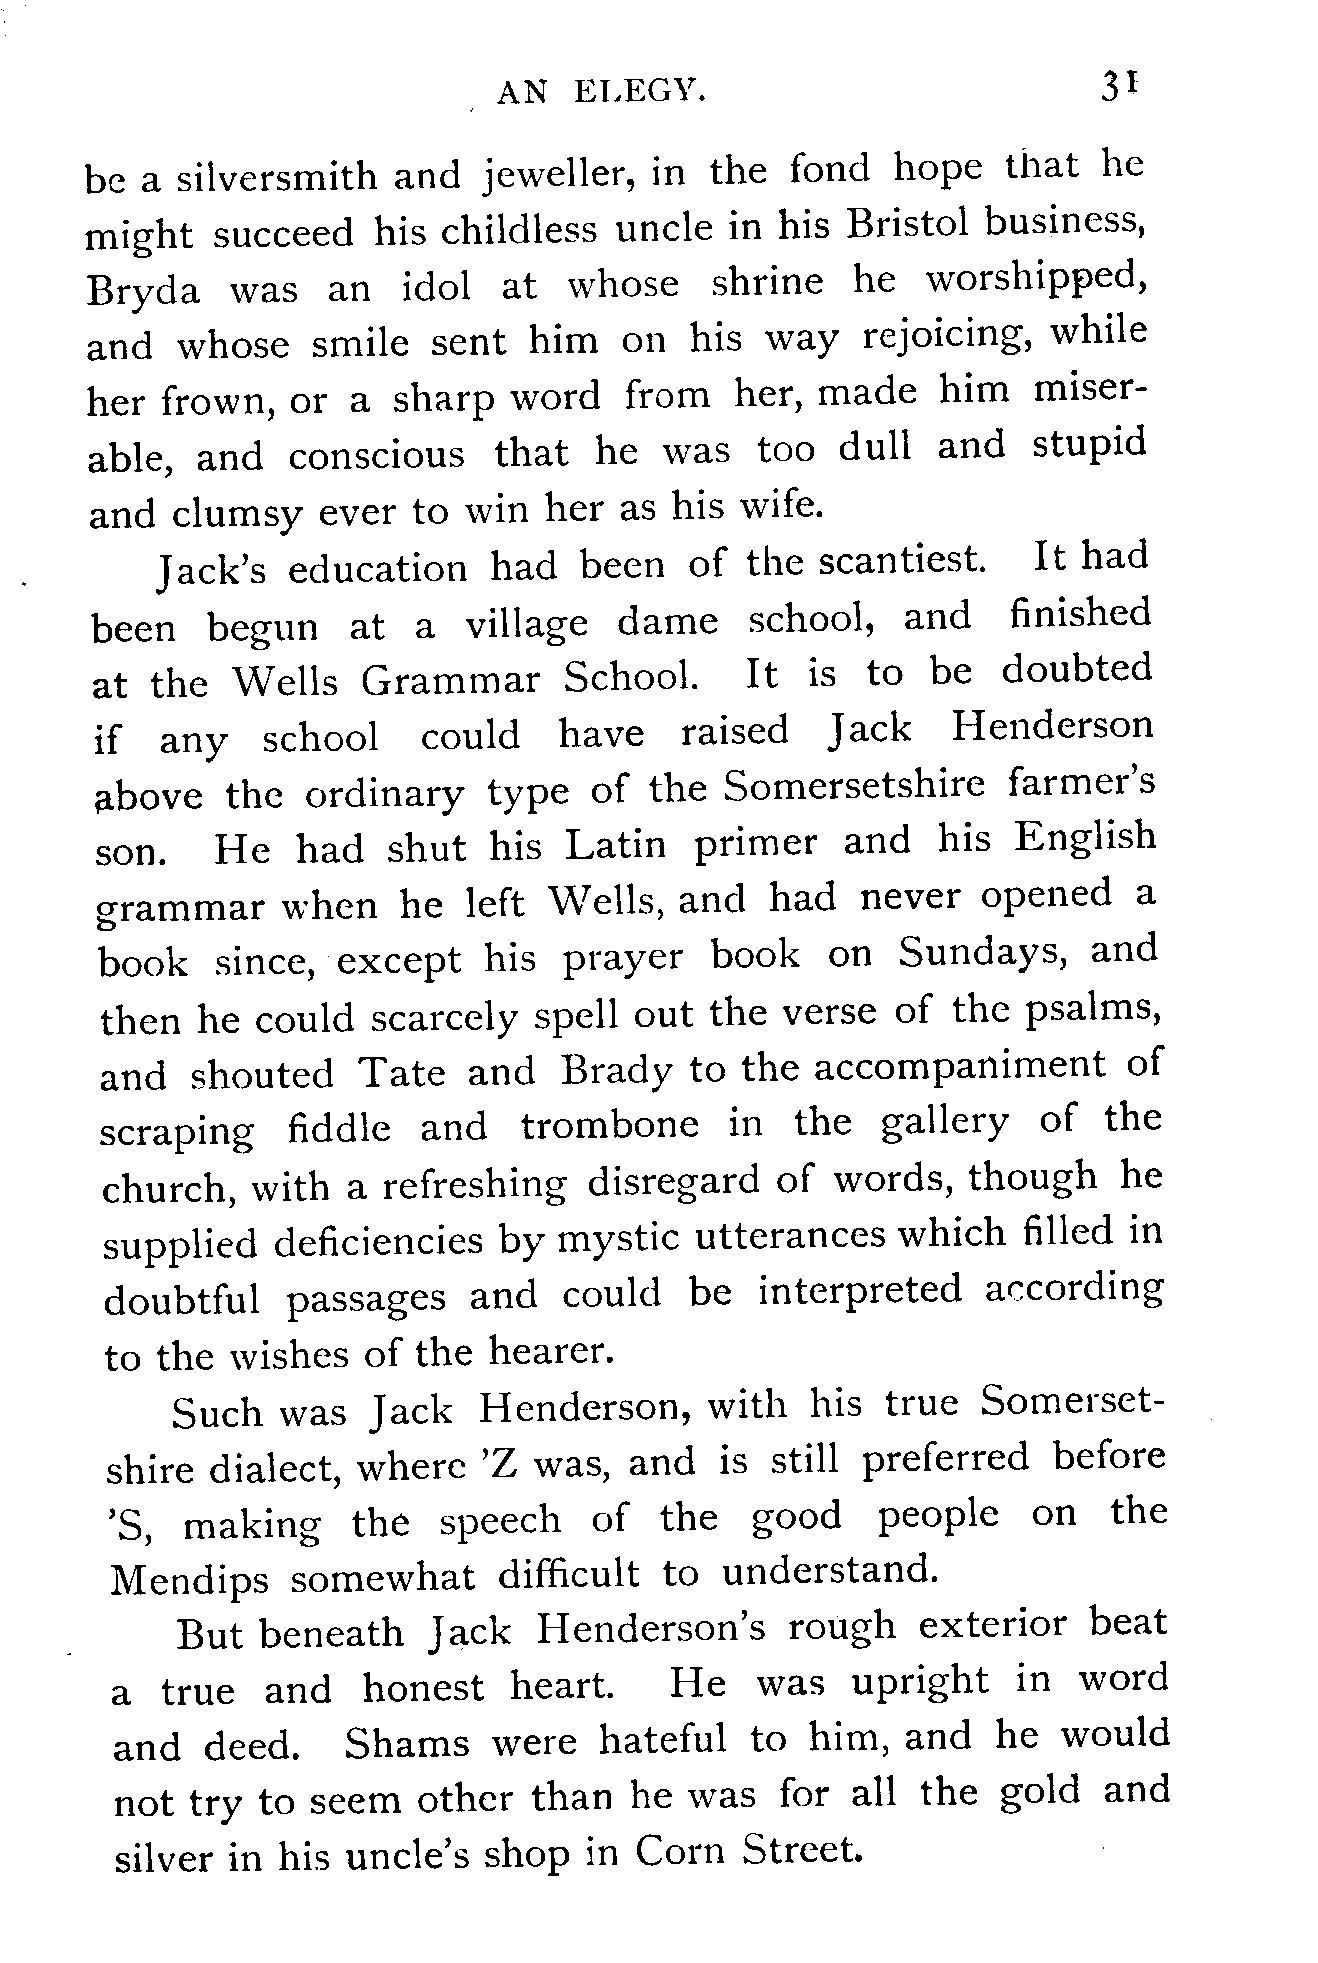 AN ELEGY. 31
be a silversmith and jeweller, in the fond hope that he
might succeed his childless uncle in his Bristol business,
Bryda was an idol at whose shrine he worshipped,
and whose smile sent him on his way rejoicing, while
her frown, or a sharp word from her, made him miser-
able, and conscious that he was too dull and stupid
and clumsy ever to win her as his wife.
Jack's education had been of the scantiest. It had
been begun at a village dame school, and finished
at the Wells Grammar School. It is to be doubted
if any school could have raised Jack Henderson
above the ordinary type of the Somersetshire farmer's
son. He had shut his Latin primer and his English
grammar when he left Wells, and had never opened a
book since, except his prayer book on Sundays, and
then he could scarcely spell out the verse of the psalms,
and shouted Tate and Brady to the accompaniment of
scraping fiddle and trombone in the gallery of the
church, with a refreshing disregard of words, though he
supplied deficiencies by mystic utterances which filled in
doubtful passages and could be interpreted according
to the wishes of the hearer.
Such was Jack Henderson, with his true Somerset-
shire dialect, where 'Z was, and is still preferred before
'S, making the speech of the good people on the
Mendips somewhat difficult to understand.
But beneath Jack Henderson's rough exterior beat
a true and honest heart. He was upright in word
and deed. Shams were hateful to him, and he would
not try to seem other than he was for all the gold and
silver in his uncle's shop in Corn Street.